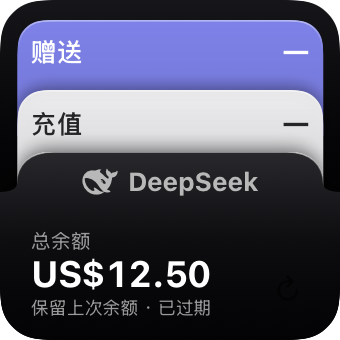 赠送 —
充值 —
DeepSeek
总余额
US$12.50
保留上次余额 · 已过期